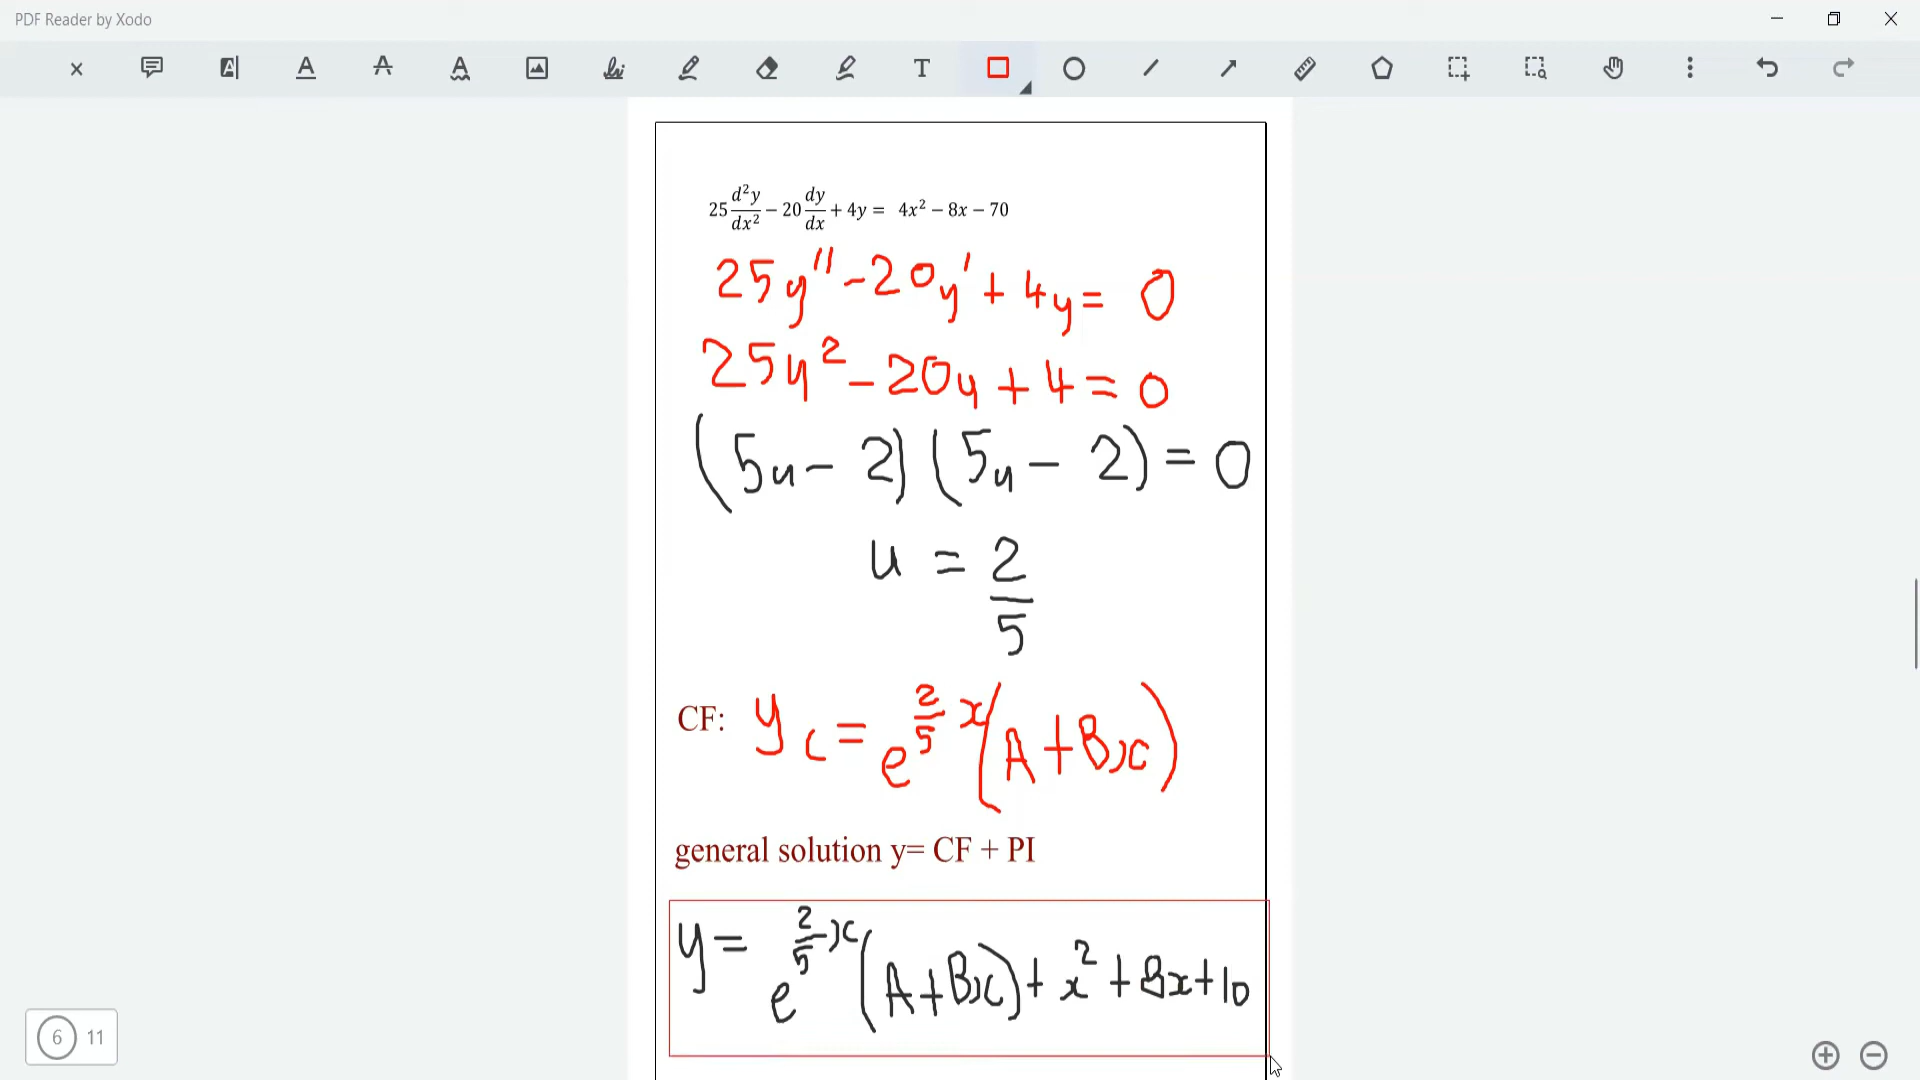 PDF Reader by Xodo
25 d²y/dx² − 20 dy/dx + 4y = 4x² − 8x − 70
25y'' − 20y' + 4y = 0
25u² − 20u + 4 = 0
(5u − 2)(5u − 2) = 0
u = 2/5
CF: y_c = e^(2/5 x)(A + Bx)
general solution y= CF + PI
y = e^(2/5 x)(A + Bx) + x² + 8x + 10
6 11